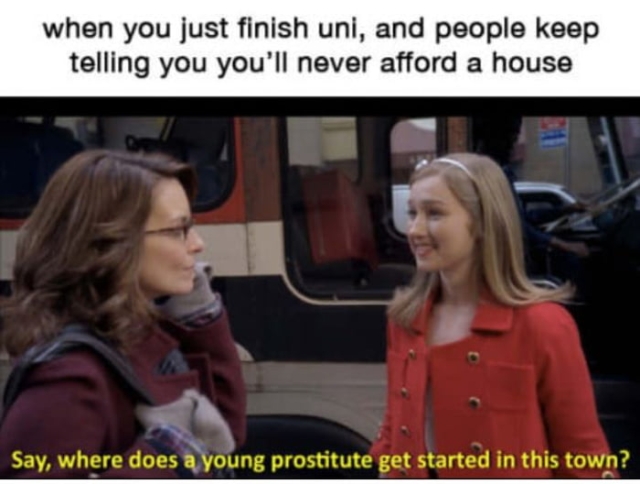 when you just finish uni, and people keep
telling you you'll never afford a house
Say, where does a young prostitute get started in this town?